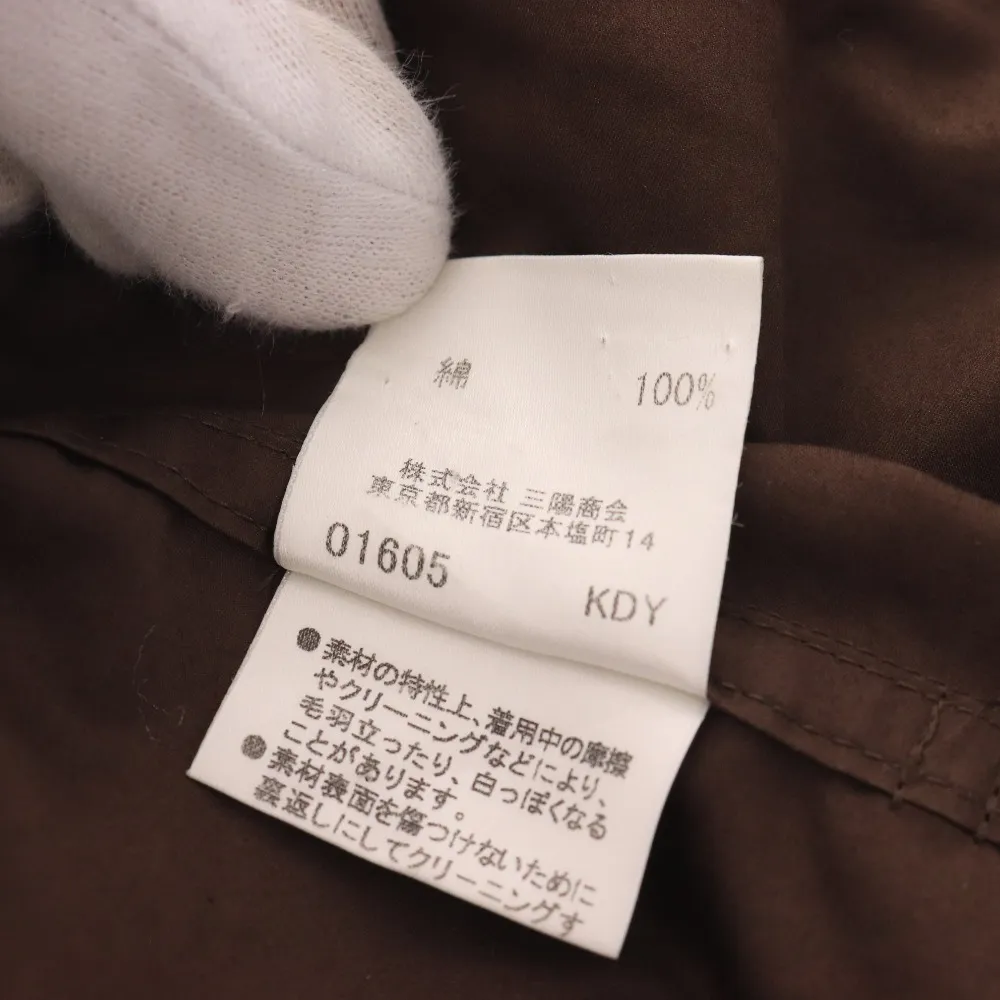 綿 100%
株式会社 三陽商会
東京都新宿区本塩町14
01605 KDY
●素材の特性上、着用中の摩擦
やクリーニングなどにより、
毛羽立ったり、白っぽくなる
ことがあります。
●素材表面を傷つけないために
裏返しにしてクリーニングす